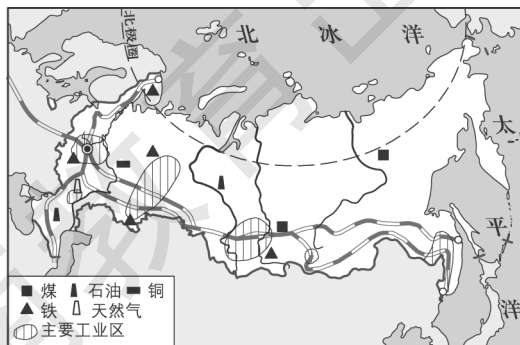 北冰洋
北极圈
太平洋
煤 石油 铜
铁 天然气
主要工业区